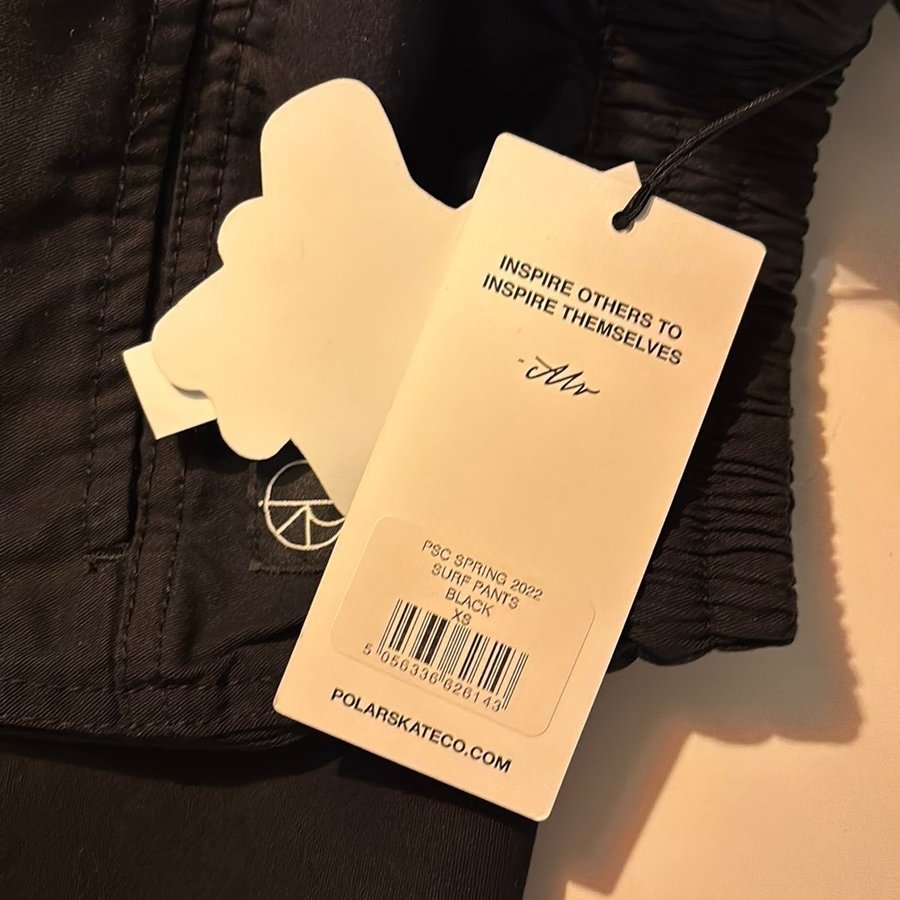 INSPIRE OTHERS TO
INSPIRE THEMSELVES
PSC SPRING 2022
SURF PANTS
BLACK
XS
5 056336 626143
POLARSKATECO.COM